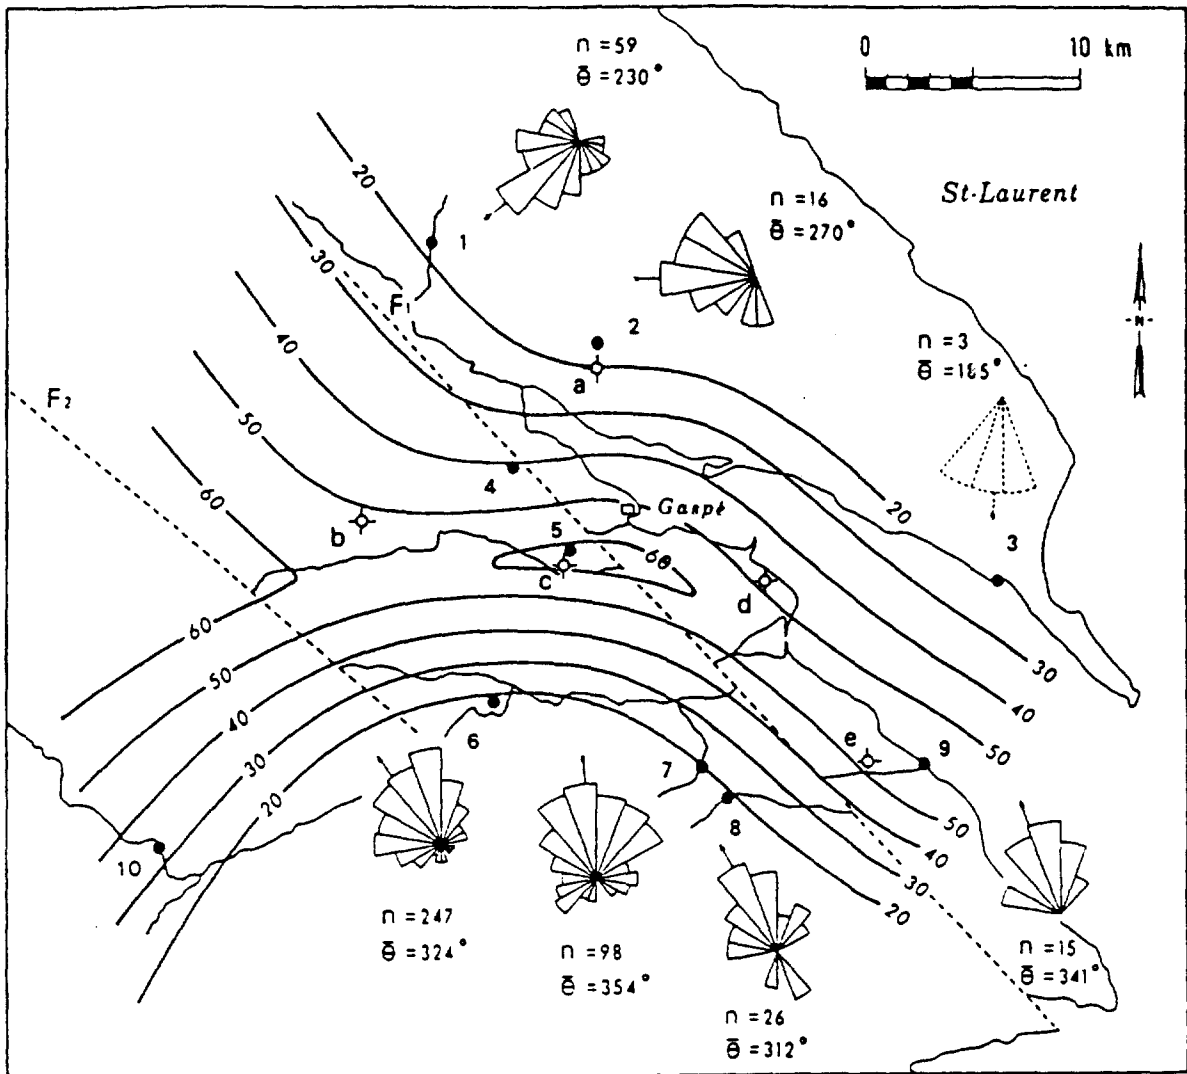 n = 59
θ̄ = 230°
0 10 km
St-Laurent
n = 16
θ̄ = 270°
20
1
30
F1
N
2
n = 3
θ̄ = 185°
40
a
F2
50
4
60
20
b
Gaspé
5
60
3
c
d
60
30
50
40
40
50
e
9
30
6
7
20
8
50
40
10
30
20
n = 247
θ̄ = 324°
n = 98
θ̄ = 354°
n = 15
θ̄ = 341°
n = 26
θ̄ = 312°